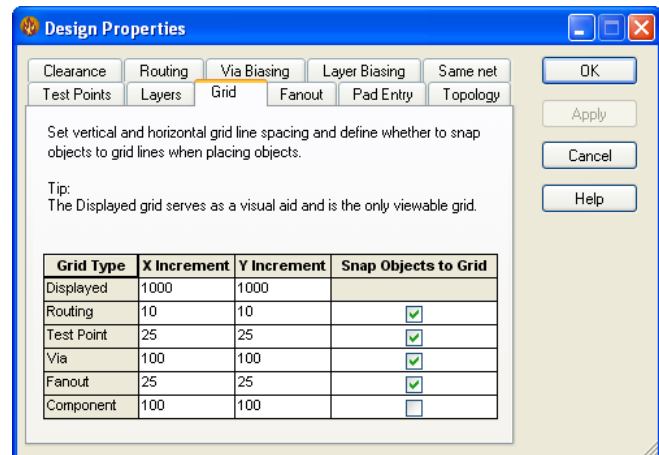 Design Properties
Clearance Routing Via Biasing Layer Biasing Same net
Test Points Layers Grid Fanout Pad Entry Topology
OK
Apply
Cancel
Help
Set vertical and horizontal grid line spacing and define whether to snap
objects to grid lines when placing objects.
Tip:
The Displayed grid serves as a visual aid and is the only viewable grid.
Grid Type X Increment Y Increment Snap Objects to Grid
Displayed 1000 1000
Routing 10 10
Test Point 25 25
Via 100 100
Fanout 25 25
Component 100 100